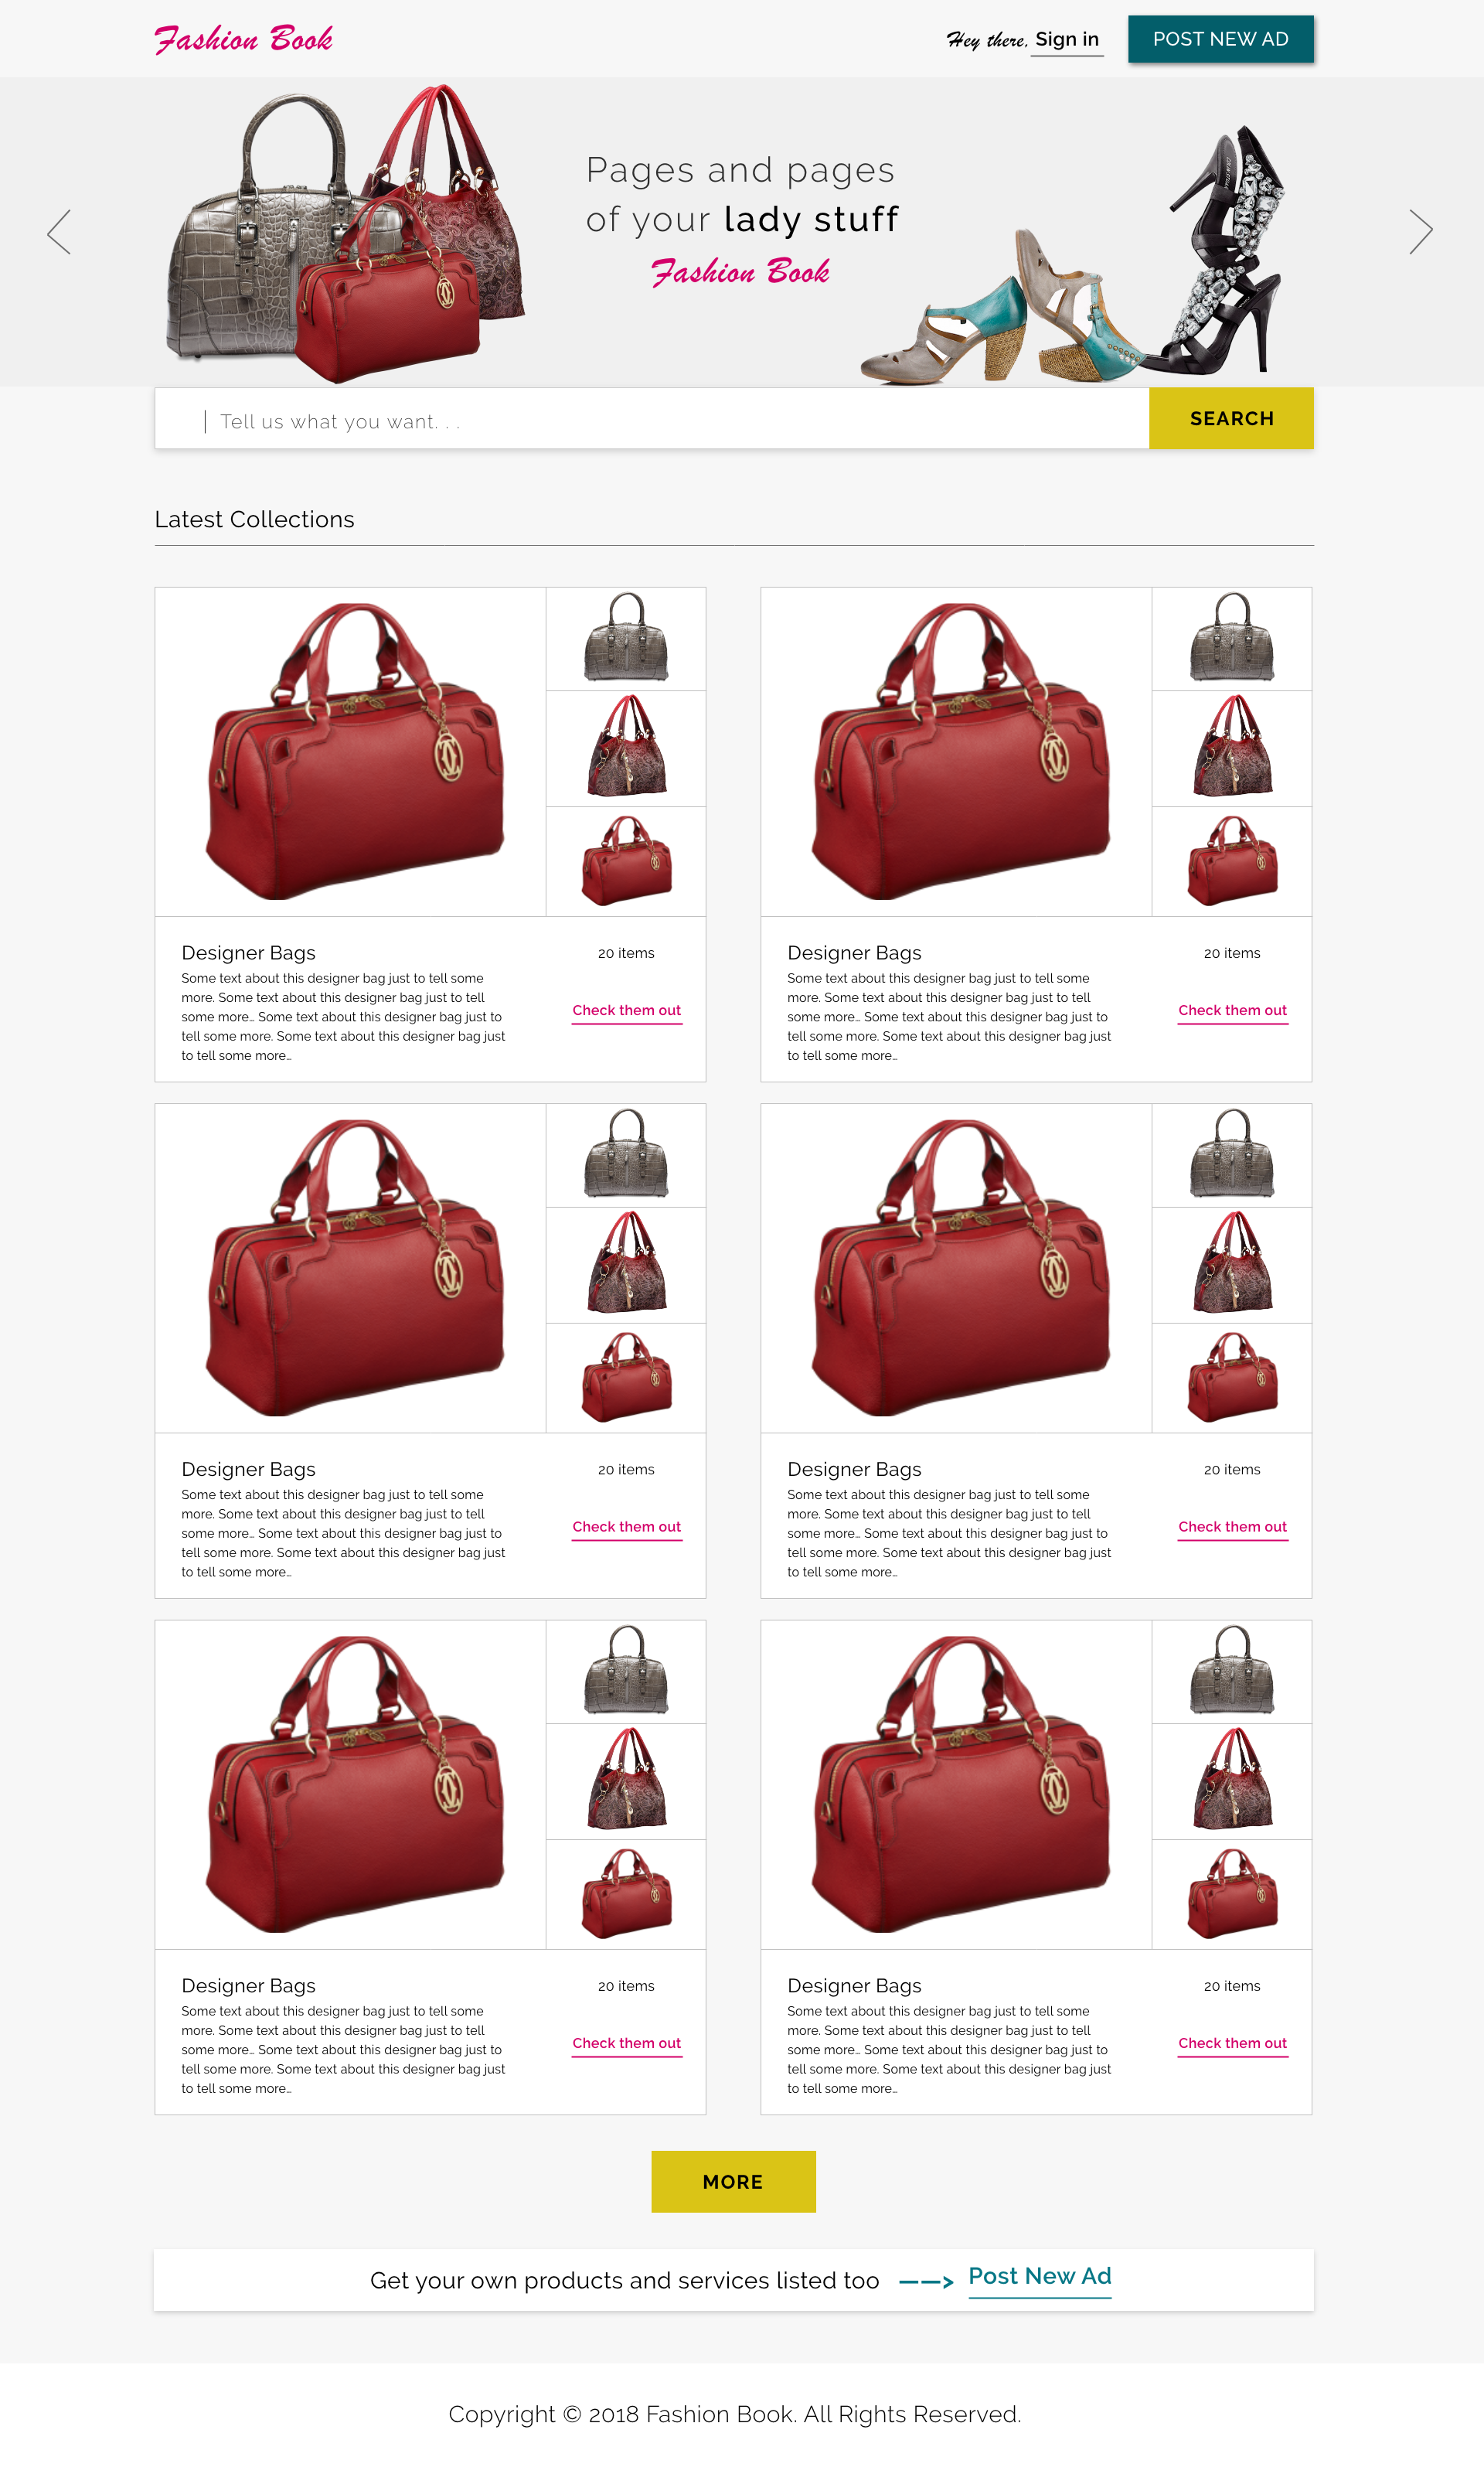 Fashion Book
Hey there, Sign in
POST NEW AD
Pages and pages
of your lady stuff
Fashion Book
Tell us what you want. . .
SEARCH
Latest Collections
Designer Bags
20 items
Some text about this designer bag just to tell some
more. Some text about this designer bag just to tell
some more... Some text about this designer bag just to
tell some more. Some text about this designer bag just
to tell some more...
Check them out
Designer Bags
20 items
Some text about this designer bag just to tell some
more. Some text about this designer bag just to tell
some more... Some text about this designer bag just to
tell some more. Some text about this designer bag just
to tell some more...
Check them out
Designer Bags
20 items
Some text about this designer bag just to tell some
more. Some text about this designer bag just to tell
some more... Some text about this designer bag just to
tell some more. Some text about this designer bag just
to tell some more...
Check them out
Designer Bags
20 items
Some text about this designer bag just to tell some
more. Some text about this designer bag just to tell
some more... Some text about this designer bag just to
tell some more. Some text about this designer bag just
to tell some more...
Check them out
Designer Bags
20 items
Some text about this designer bag just to tell some
more. Some text about this designer bag just to tell
some more... Some text about this designer bag just to
tell some more. Some text about this designer bag just
to tell some more...
Check them out
Designer Bags
20 items
Some text about this designer bag just to tell some
more. Some text about this designer bag just to tell
some more... Some text about this designer bag just to
tell some more. Some text about this designer bag just
to tell some more...
Check them out
MORE
Get your own products and services listed too ——> Post New Ad
Copyright © 2018 Fashion Book. All Rights Reserved.